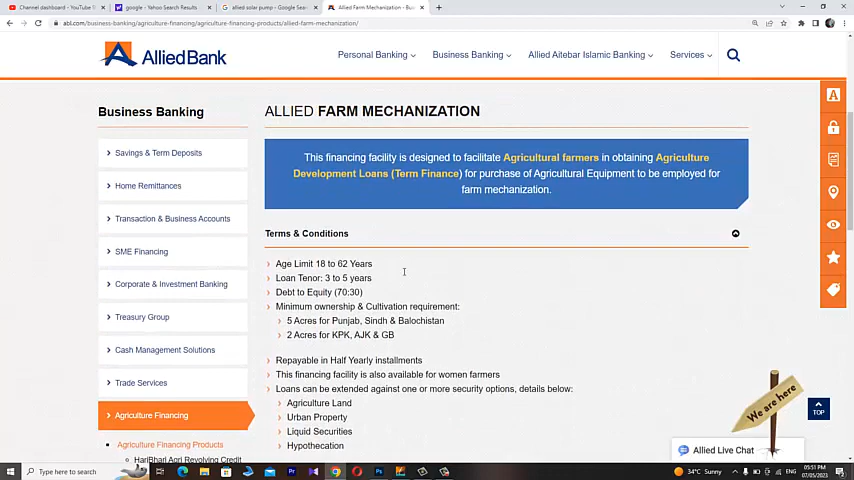 Channel dashboard - YouTube
google - Yahoo Search Results
allied solar pump - Google Sea
Allied Farm Mechanization - Bus
abl.com/business-banking/agriculture-financing/agriculture-financing-products/allied-farm-mechanization/
Allied Bank
Personal Banking
Business Banking
Allied Aitebar Islamic Banking
Services
A
Business Banking
Savings & Term Deposits
Home Remittances
Transaction & Business Accounts
SME Financing
Corporate & Investment Banking
Treasury Group
Cash Management Solutions
Trade Services
Agriculture Financing
Agriculture Financing Products
HariBhari Agri Revolving Credit
ALLIED FARM MECHANIZATION
This financing facility is designed to facilitate Agricultural farmers in obtaining Agriculture
Development Loans (Term Finance) for purchase of Agricultural Equipment to be employed for
farm mechanization.
Terms & Conditions
Age Limit 18 to 62 Years
Loan Tenor: 3 to 5 years
Debt to Equity (70:30)
Minimum ownership & Cultivation requirement:
5 Acres for Punjab, Sindh & Balochistan
2 Acres for KPK, AJK & GB
Repayable in Half Yearly installments
This financing facility is also available for women farmers
Loans can be extended against one or more security options, details below:
Agriculture Land
Urban Property
Liquid Securities
Hypothecation
We are here
TOP
Allied Live Chat
Type here to search
34°C Sunny
ENG
05:51 PM
07/05/2023